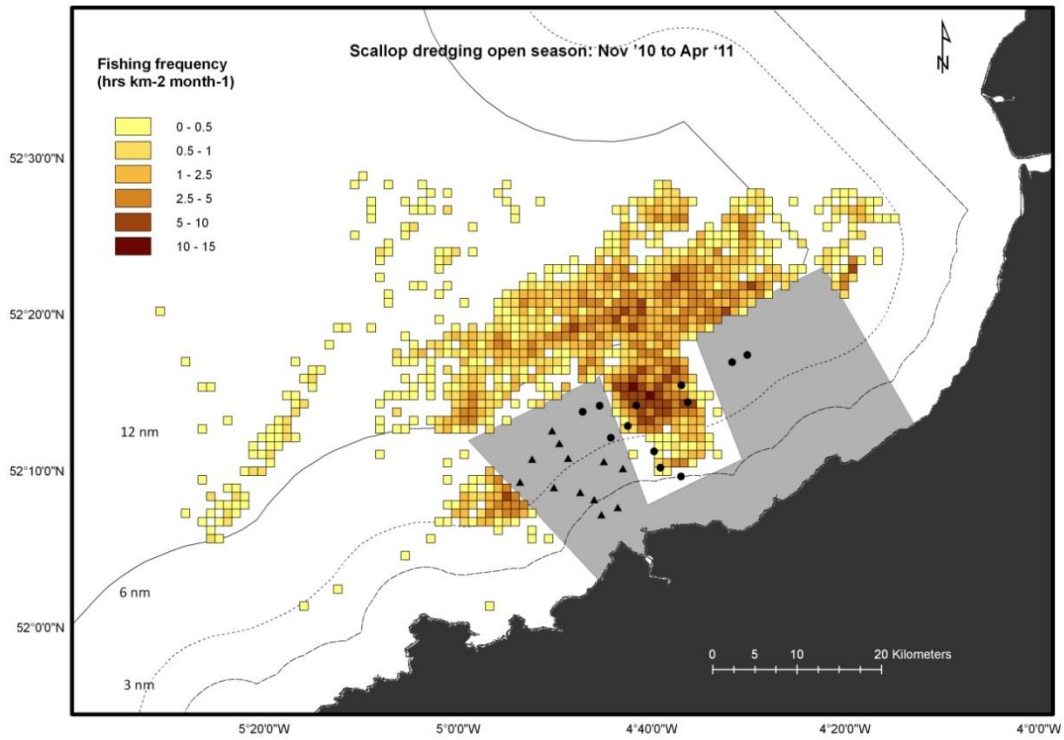 Scallop dredging open season: Nov '10 to Apr '11
N
Fishing frequency
(hrs km-2 month-1)
0 - 0.5
0.5 - 1
1 - 2.5
2.5 - 5
5 - 10
10 - 15
52°30'0"N
52°20'0"N
52°10'0"N
52°0'0"N
12 nm
6 nm
3 nm
0 5 10 20 Kilometers
5°20'0"W 5°0'0"W 4°40'0"W 4°20'0"W 4°0'0"W